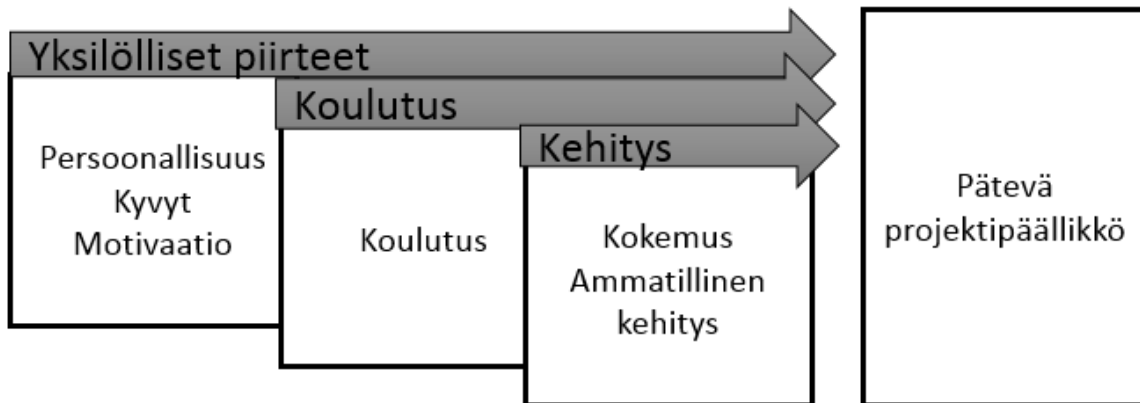 Yksilölliset piirteet
Koulutus
Kehitys
Persoonallisuus
Kyvyt
Motivaatio
Koulutus
Kokemus
Ammatillinen
kehitys
Pätevä
projektipäällikkö